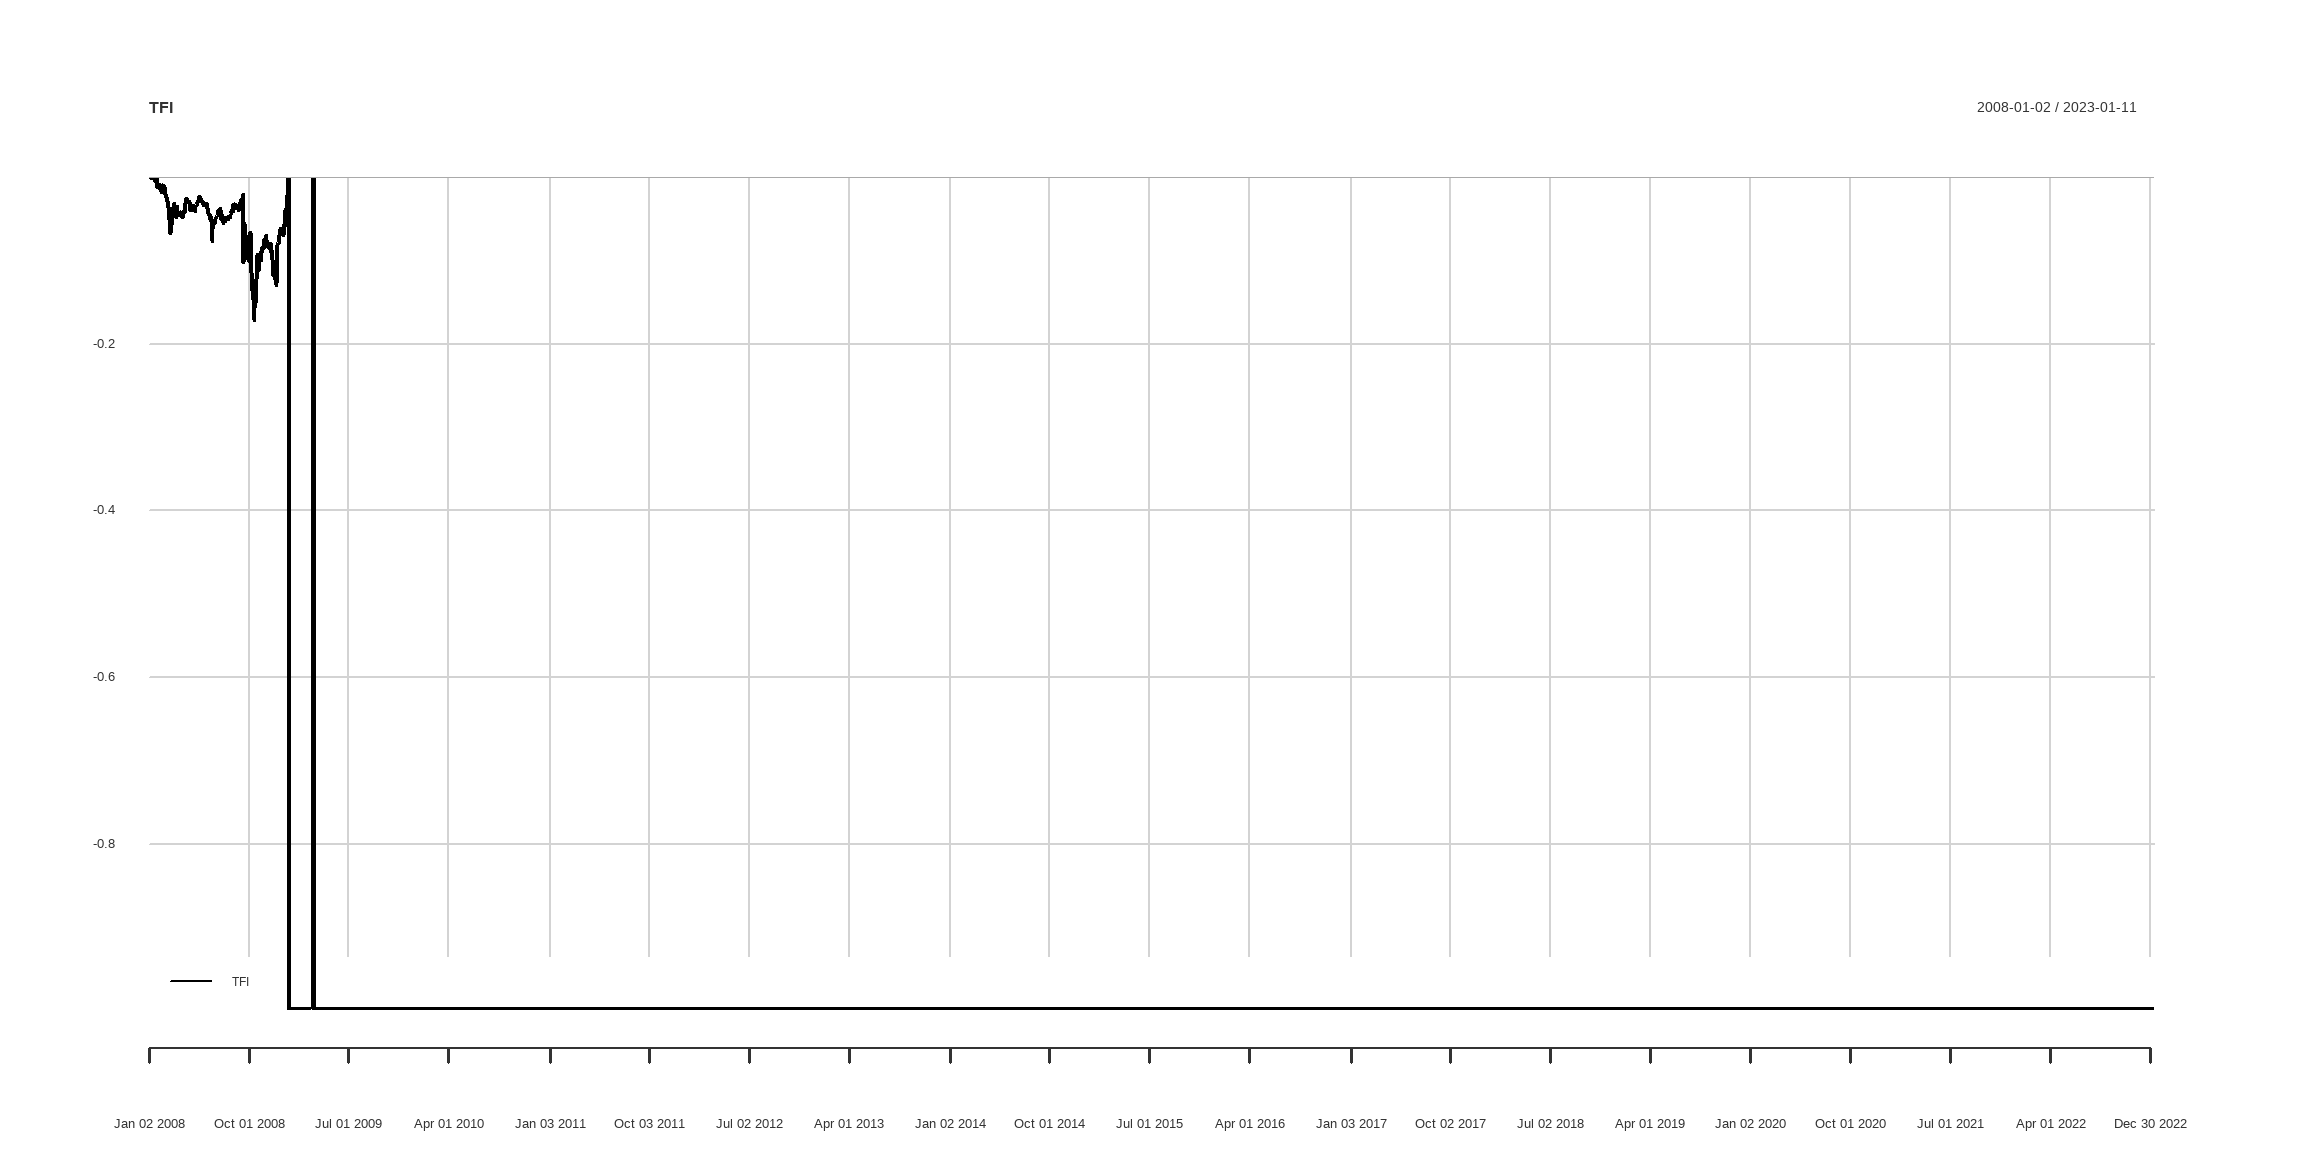 TFI 2008-01-02 / 2023-01-11
-0.2
-0.4
-0.6
-0.8
TFI
Jan 02 2008 Oct 01 2008 Jul 01 2009 Apr 01 2010 Jan 03 2011 Oct 03 2011 Jul 02 2012 Apr 01 2013 Jan 02 2014 Oct 01 2014 Jul 01 2015 Apr 01 2016 Jan 03 2017 Oct 02 2017 Jul 02 2018 Apr 01 2019 Jan 02 2020 Oct 01 2020 Jul 01 2021 Apr 01 2022 Dec 30 2022